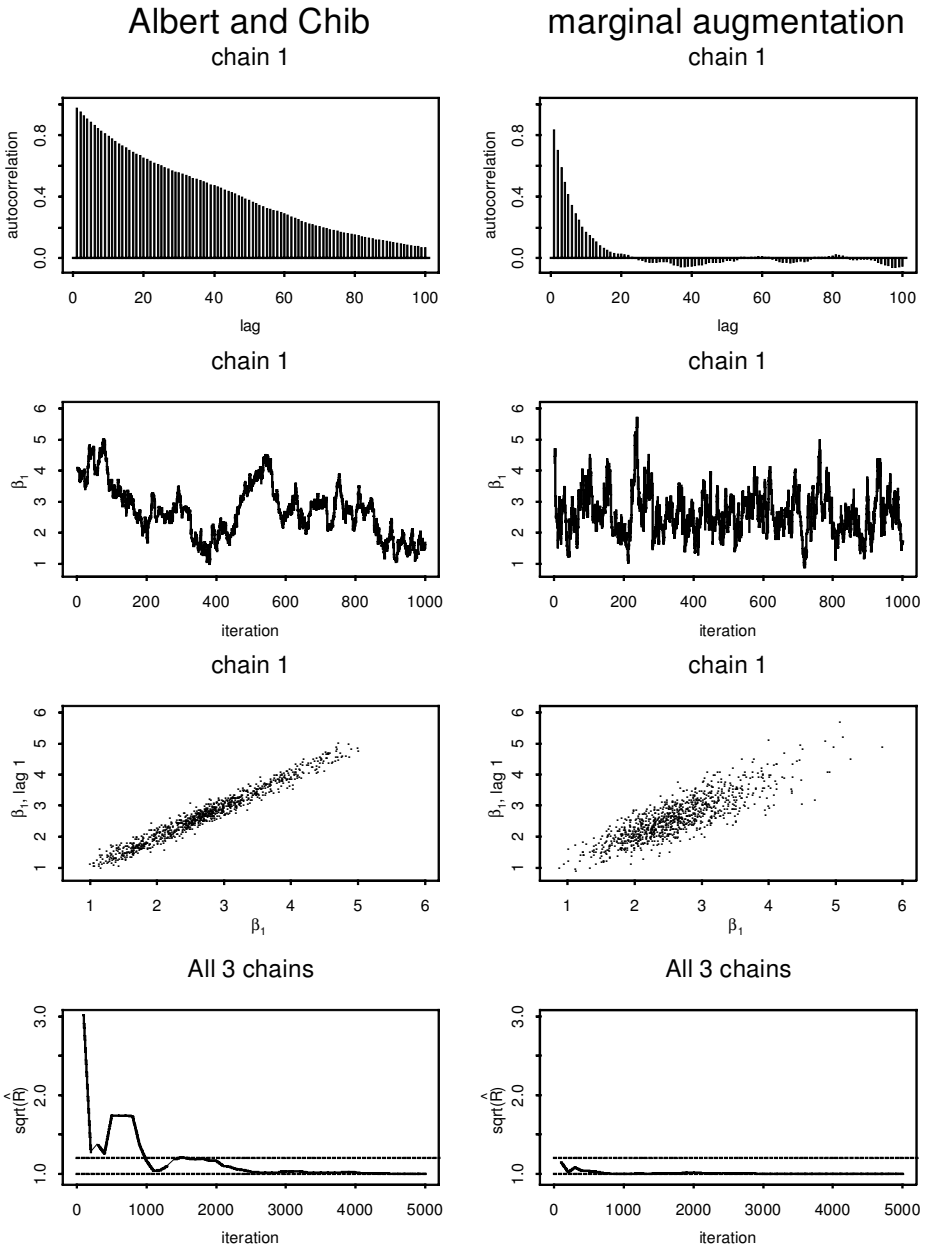 Albert and Chib
marginal augmentation
chain 1
chain 1
autocorrelation
0.0 0.4 0.8
0 20 40 60 80 100
lag
autocorrelation
0.0 0.4 0.8
0 20 40 60 80 100
lag
chain 1
chain 1
β₁
1 2 3 4 5 6
0 200 400 600 800 1000
iteration
β₁
1 2 3 4 5 6
0 200 400 600 800 1000
iteration
chain 1
chain 1
β₁, lag 1
1 2 3 4 5 6
1 2 3 4 5 6
β₁
β₁, lag 1
1 2 3 4 5 6
1 2 3 4 5 6
β₁
All 3 chains
All 3 chains
sqrt(R̂)
1.0 2.0 3.0
0 1000 2000 3000 4000 5000
iteration
sqrt(R̂)
1.0 2.0 3.0
0 1000 2000 3000 4000 5000
iteration